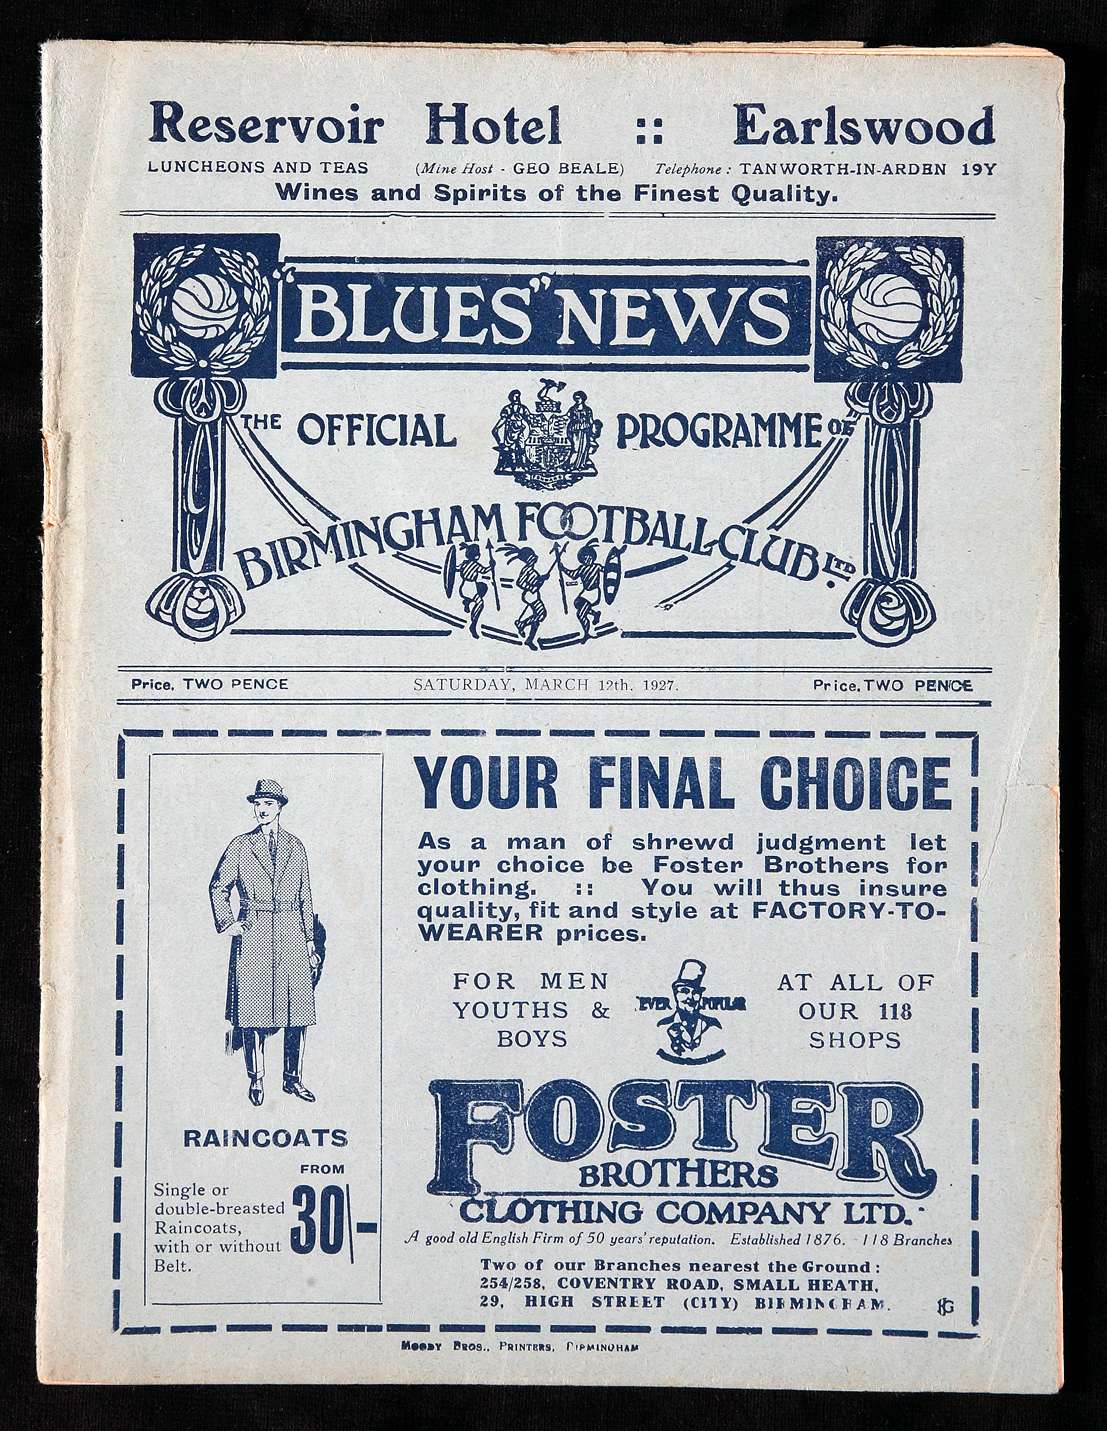 Reservoir Hotel :: Earlswood
LUNCHEONS AND TEAS (Mine Host - GEO BEALE) Telephone: TANWORTH-IN-ARDEN 19Y
Wines and Spirits of the Finest Quality.
"BLUES" NEWS
THE OFFICIAL PROGRAMME OF
BIRMINGHAM FOOTBALL CLUB LTD.
Price, TWO PENCE SATURDAY, MARCH 12th, 1927. Price, TWO PENCE
YOUR FINAL CHOICE
As a man of shrewd judgment let
your choice be Foster Brothers for
clothing. :: You will thus insure
quality, fit and style at FACTORY-TO-
WEARER prices.
FOR MEN
YOUTHS &
BOYS
"EVER POPULAR
AT ALL OF
OUR 118
SHOPS
FOSTER
BROTHERS
CLOTHING COMPANY LTD.
A good old English Firm of 50 years' reputation. Established 1876. 118 Branches
Two of our Branches nearest the Ground:
254/258, COVENTRY ROAD, SMALL HEATH,
29, HIGH STREET (CITY) BIRMINGHAM.
RAINCOATS
FROM
Single or
double-breasted
Raincoats,
with or without
Belt.
30/-
MOODY BROS., PRINTERS, BIRMINGHAM